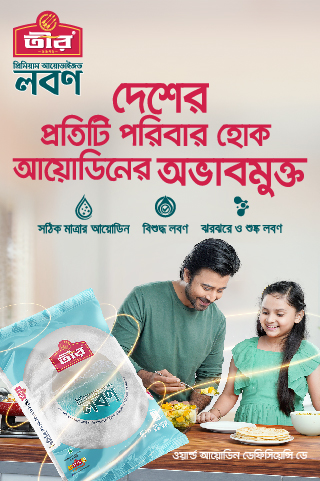 তীর
প্রিমিয়াম আয়োডাইজড
লবণ
দেশের
প্রতিটি পরিবার হোক
আয়োডিনের অভাবমুক্ত
সঠিক মাত্রার আয়োডিন
বিশুদ্ধ লবণ
ঝরঝরে ও শুষ্ক লবণ
তীর
লবণ
ওয়ার্ল্ড আয়োডিন ডেফিসিয়েন্সি ডে